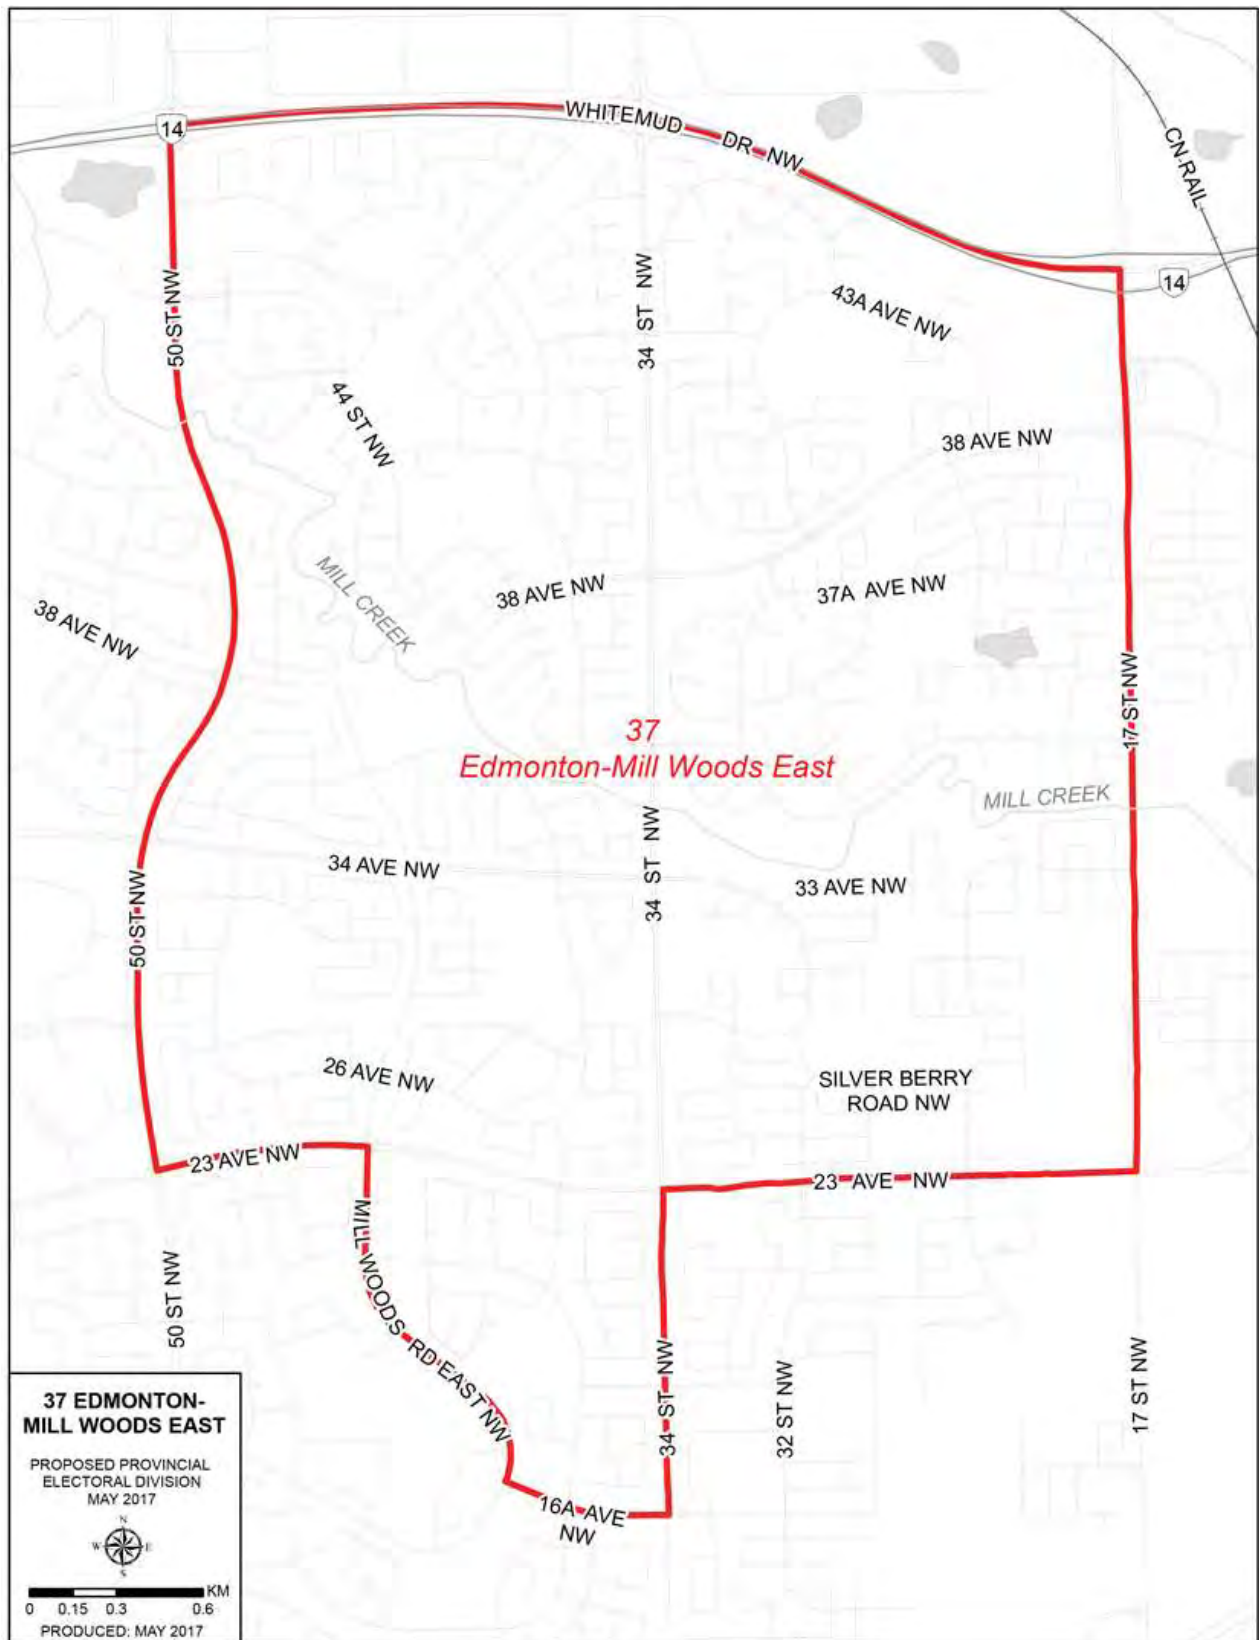 14
WHITEMUD DR NW
CN RAIL
50 ST NW
34 ST NW
43A AVE NW
14
44 ST NW
38 AVE NW
MILL CREEK
38 AVE NW
37A AVE NW
38 AVE NW
17 ST NW
37
Edmonton-Mill Woods East
MILL CREEK
34 ST NW
34 AVE NW
33 AVE NW
50 ST NW
26 AVE NW
SILVER BERRY
ROAD NW
23 AVE NW
23 AVE NW
MILL WOODS RD EAST NW
50 ST NW
34 ST NW
32 ST NW
17 ST NW
16A AVE
NW
37 EDMONTON-
MILL WOODS EAST
PROPOSED PROVINCIAL
ELECTORAL DIVISION
MAY 2017
N
W E
S
KM
0 0.15 0.3 0.6
PRODUCED: MAY 2017